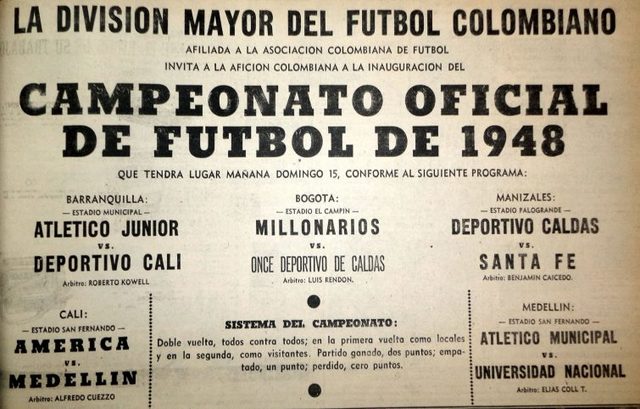 LA DIVISION MAYOR DEL FUTBOL COLOMBIANO
AFILIADA A LA ASOCIACION COLOMBIANA DE FUTBOL
INVITA A LA AFICION COLOMBIANA A LA INAUGURACION DEL
CAMPEONATO OFICIAL
DE FUTBOL DE 1948
QUE TENDRA LUGAR MAÑANA DOMINGO 15, CONFORME AL SIGUIENTE PROGRAMA:
BARRANQUILLA:
— ESTADIO MUNICIPAL —
ATLETICO JUNIOR
vs.
DEPORTIVO CALI
Arbitro: ROBERTO KOWELL
BOGOTA:
— ESTADIO EL CAMPIN —
MILLONARIOS
vs.
ONCE DEPORTIVO DE CALDAS
Arbitro: LUIS RENDON.
MANIZALES:
— ESTADIO PALOGRANDE —
DEPORTIVO CALDAS
vs.
SANTA FE
Arbitro: BENJAMIN CAICEDO.
CALI:
— ESTADIO SAN FERNANDO —
AMERICA
vs.
MEDELLIN
Arbitro: ALFREDO CUEZZO
SISTEMA DEL CAMPEONATO:
Doble vuelta, todos contra todos; en la primera vuelta como locales
y en la segunda, como visitantes. Partido ganado, dos puntos; empa-
tado, un punto; perdido, cero puntos.
MEDELLIN:
— ESTADIO SAN FERNANDO —
ATLETICO MUNICIPAL
vs.
UNIVERSIDAD NACIONAL
Arbitro: ELIAS COLL T.